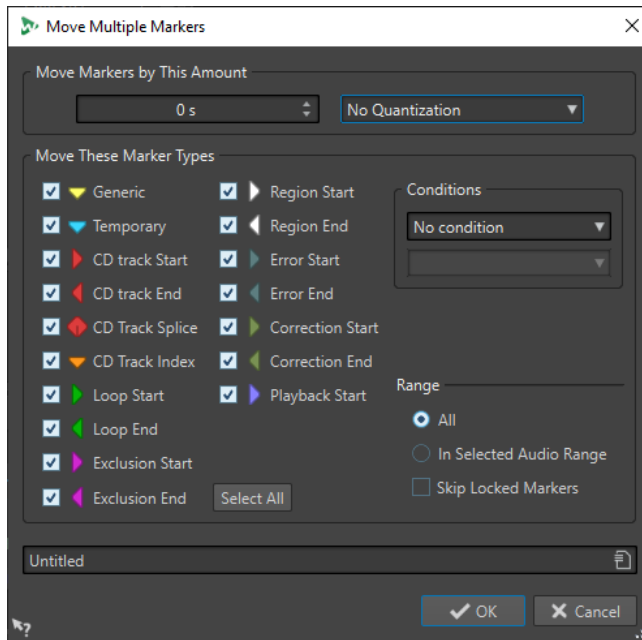 Move Multiple Markers
Move Markers by This Amount
0 s
No Quantization
Move These Marker Types
Generic
Temporary
CD track Start
CD track End
CD Track Splice
CD Track Index
Loop Start
Loop End
Exclusion Start
Exclusion End
Select All
Region Start
Region End
Error Start
Error End
Correction Start
Correction End
Playback Start
Conditions
No condition
Range
All
In Selected Audio Range
Skip Locked Markers
Untitled
?
OK
Cancel